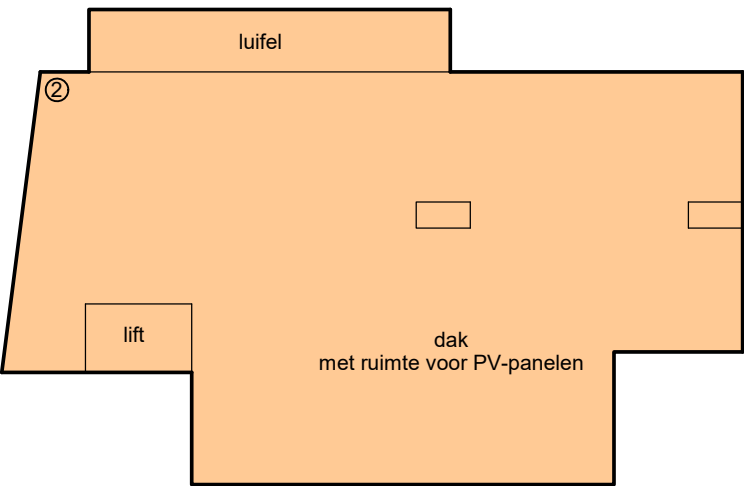 luifel
②
lift
dak
met ruimte voor PV-panelen